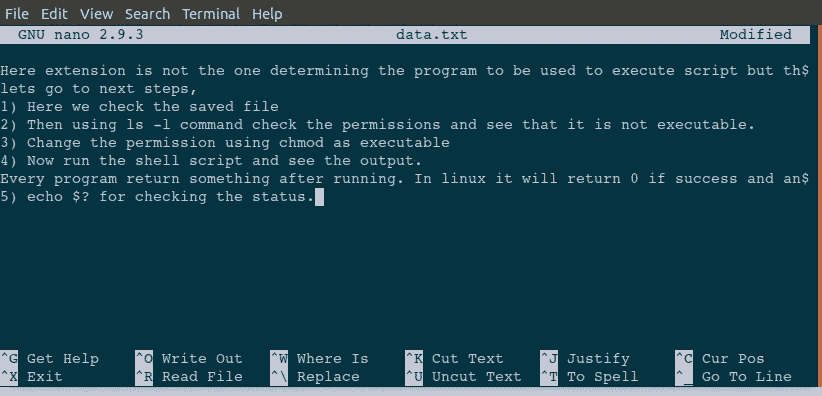 File Edit View Search Terminal Help
GNU nano 2.9.3 data.txt Modified
Here extension is not the one determining the program to be used to execute script but th$
lets go to next steps,
1) Here we check the saved file
2) Then using ls -l command check the permissions and see that it is not executable.
3) Change the permission using chmod as executable
4) Now run the shell script and see the output.
Every program return something after running. In linux it will return 0 if success and an$
5) echo $? for checking the status.
^G Get Help ^O Write Out ^W Where Is ^K Cut Text ^J Justify ^C Cur Pos
^X Exit ^R Read File ^\ Replace ^U Uncut Text ^T To Spell ^_ Go To Line